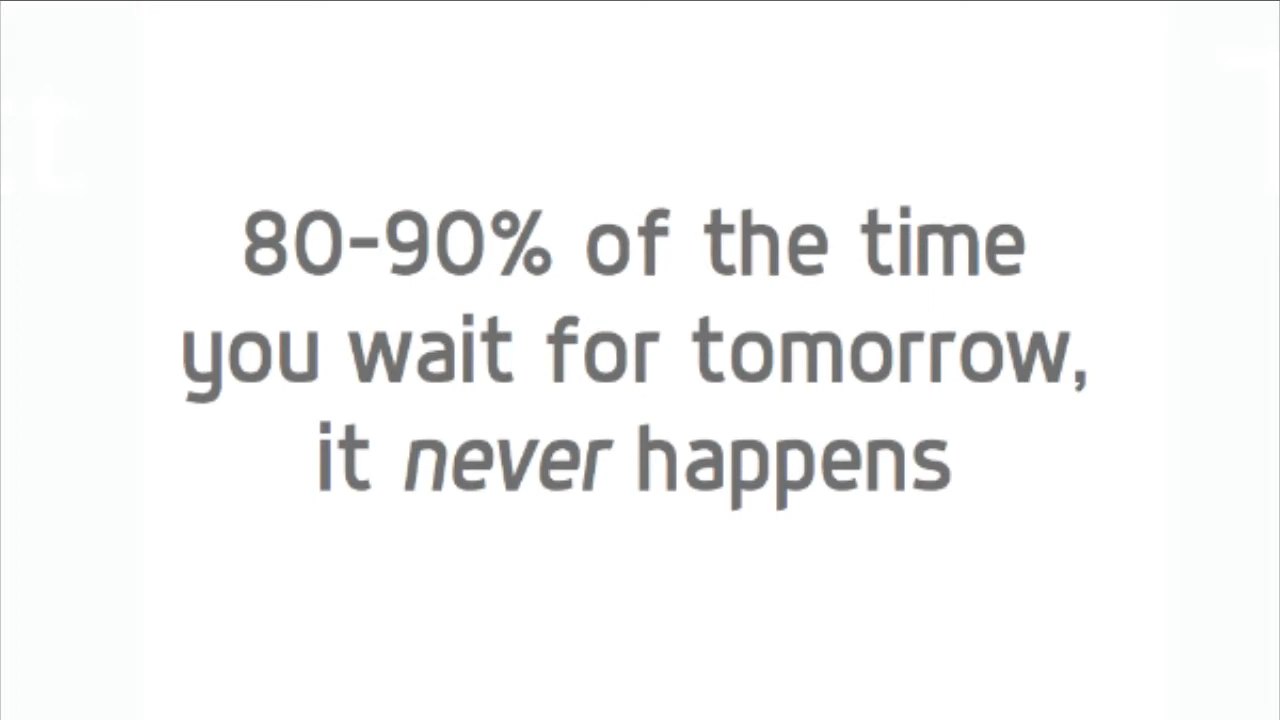 80-90% of the time
you wait for tomorrow,
it never happens